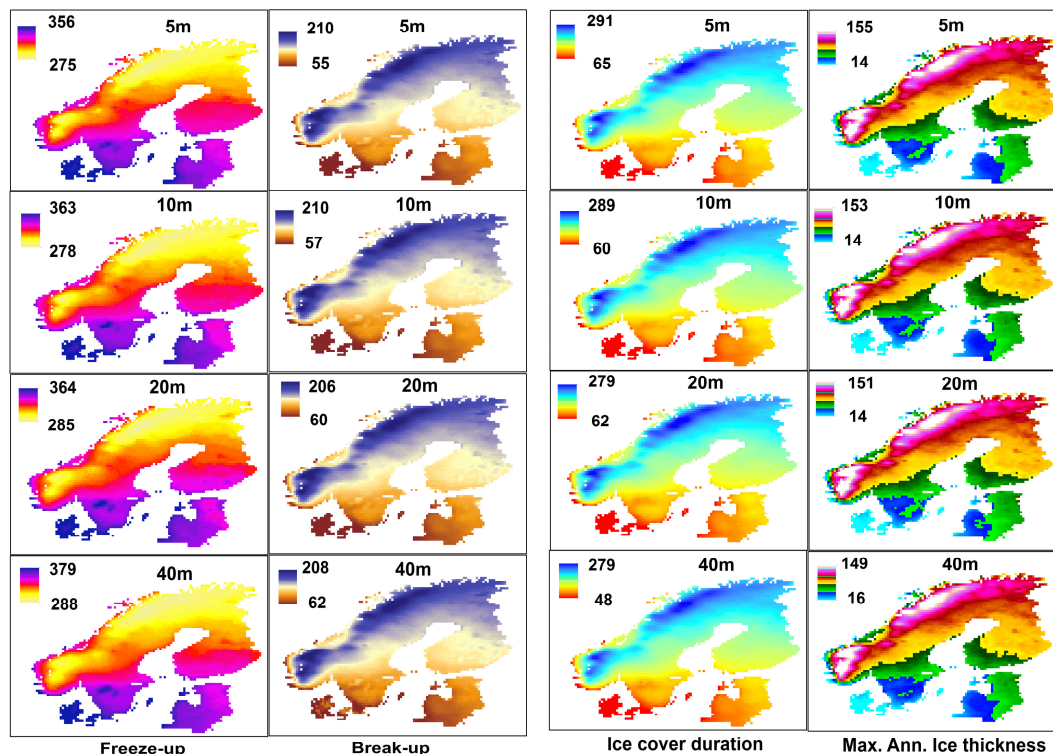 356
5m
275
210
5m
55
291
5m
65
155
5m
14
363
10m
278
210
10m
57
289
10m
60
153
10m
14
364
20m
285
206
20m
60
279
20m
62
151
20m
14
379
40m
288
208
40m
62
279
40m
48
149
40m
16
Freeze-up
Break-up
Ice cover duration
Max. Ann. Ice thickness